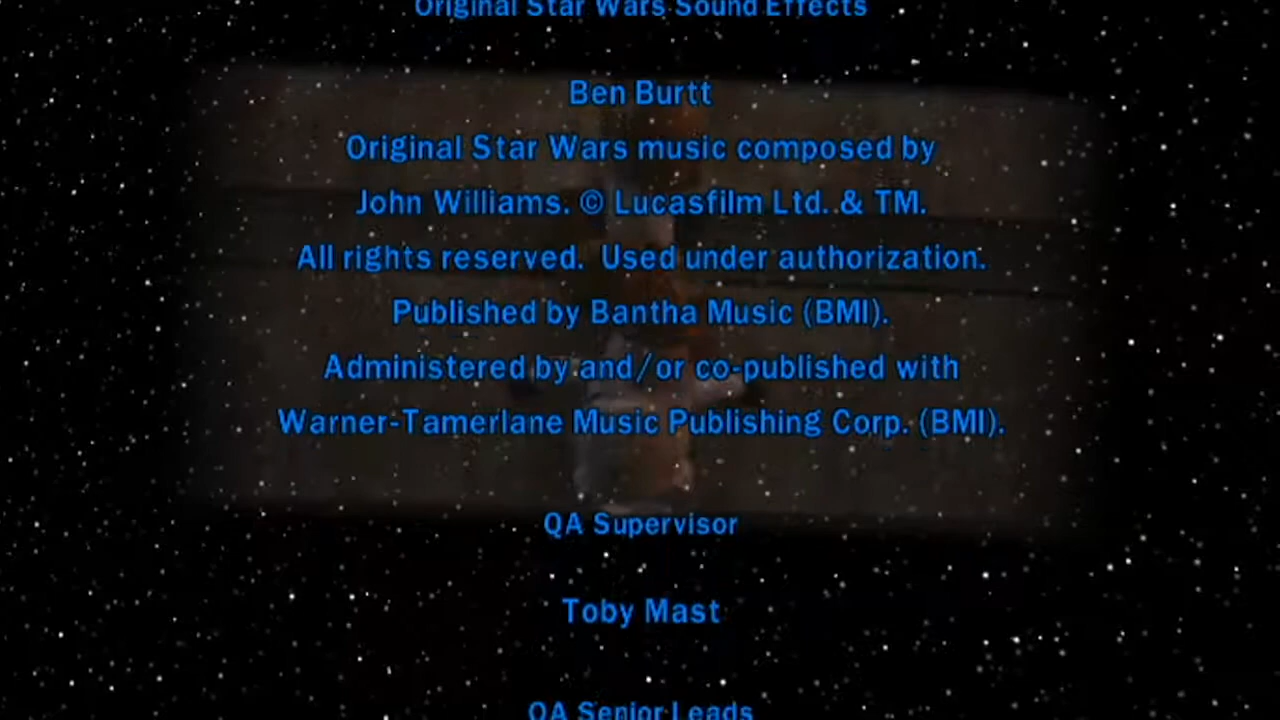 Original Star Wars Sound Effects
Ben Burtt
Original Star Wars music composed by
John Williams. © Lucasfilm Ltd. & TM.
All rights reserved.  Used under authorization.
Published by Bantha Music (BMI).
Administered by and/or co-published with
Warner-Tamerlane Music Publishing Corp. (BMI).
QA Supervisor
Toby Mast
QA Senior Leads